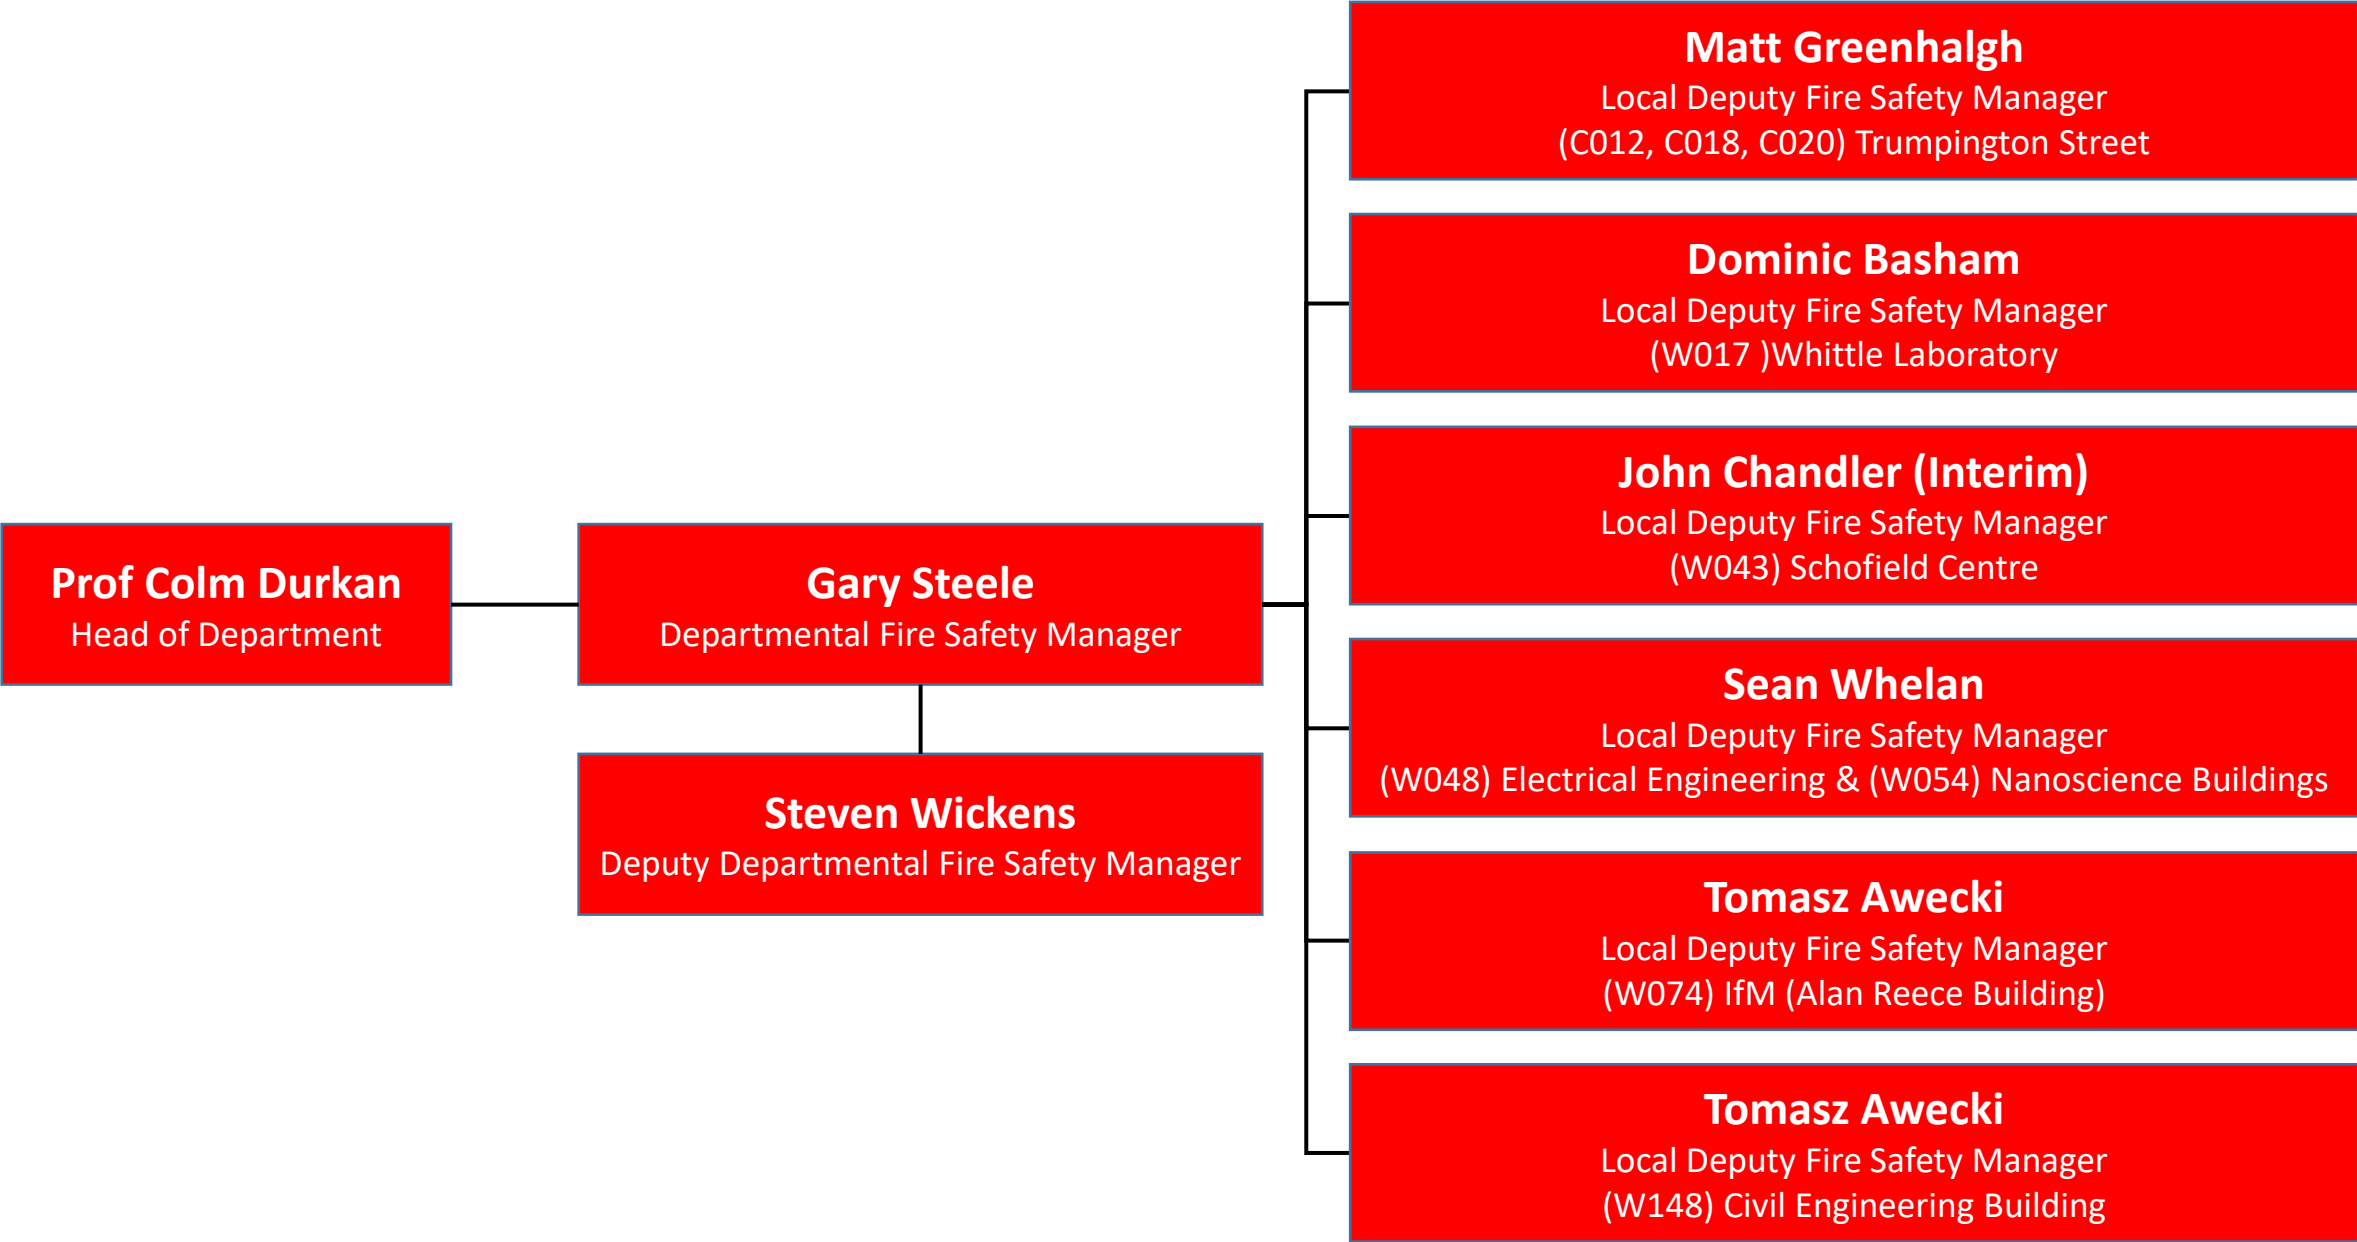 Matt Greenhalgh
Local Deputy Fire Safety Manager
(C012, C018, C020) Trumpington Street
Dominic Basham
Local Deputy Fire Safety Manager
(W017 )Whittle Laboratory
John Chandler (Interim)
Local Deputy Fire Safety Manager
(W043) Schofield Centre
Prof Colm Durkan
Head of Department
Gary Steele
Departmental Fire Safety Manager
Steven Wickens
Deputy Departmental Fire Safety Manager
Sean Whelan
Local Deputy Fire Safety Manager
(W048) Electrical Engineering & (W054) Nanoscience Buildings
Tomasz Awecki
Local Deputy Fire Safety Manager
(W074) IfM (Alan Reece Building)
Tomasz Awecki
Local Deputy Fire Safety Manager
(W148) Civil Engineering Building